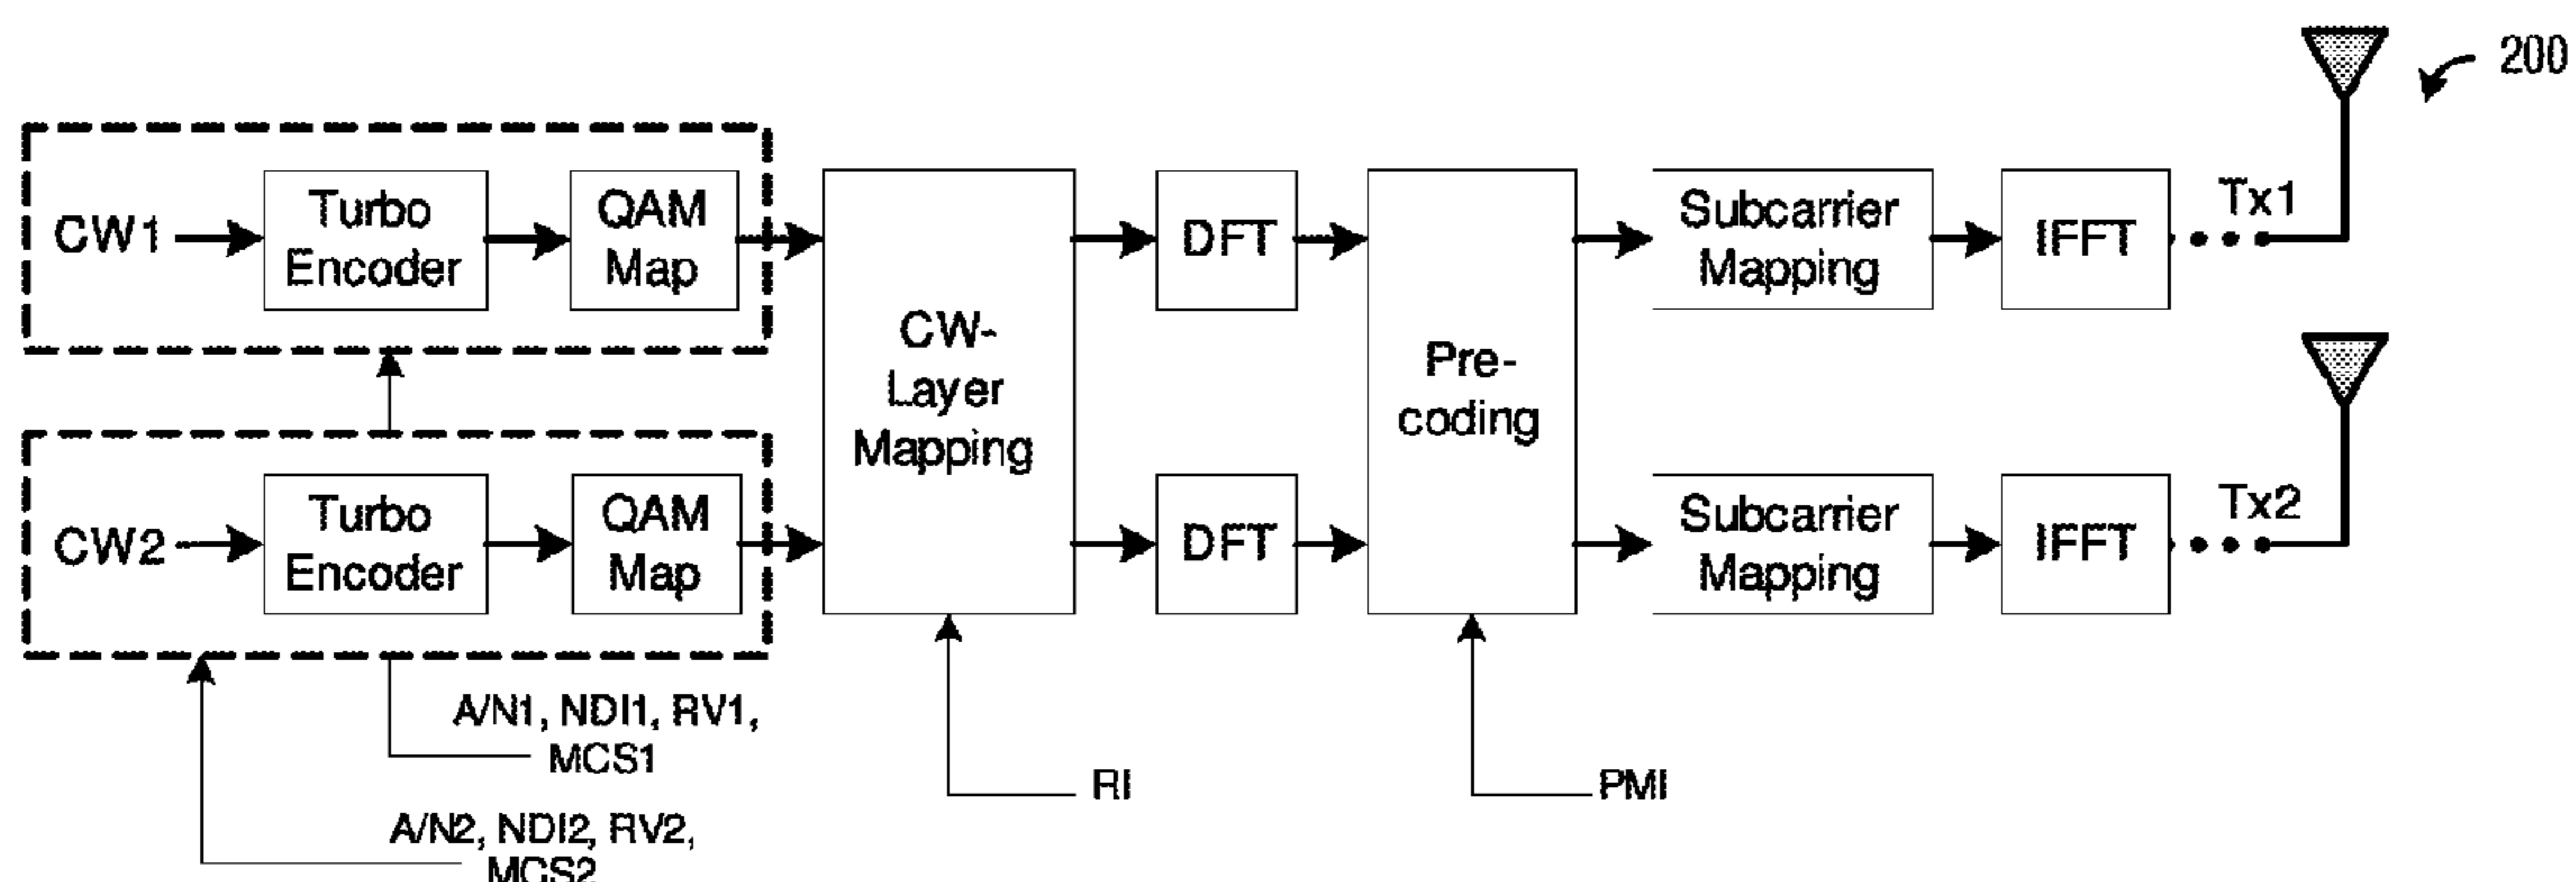 200
CW1
Turbo
Encoder
QAM
Map
CW-
Layer
Mapping
DFT
Pre-
coding
Subcarrier
Mapping
IFFT
Tx1
CW2
Turbo
Encoder
QAM
Map
DFT
Subcarrier
Mapping
IFFT
Tx2
A/N1, NDI1, RV1,
MCS1
RI
PMI
A/N2, NDI2, RV2,
MCS2